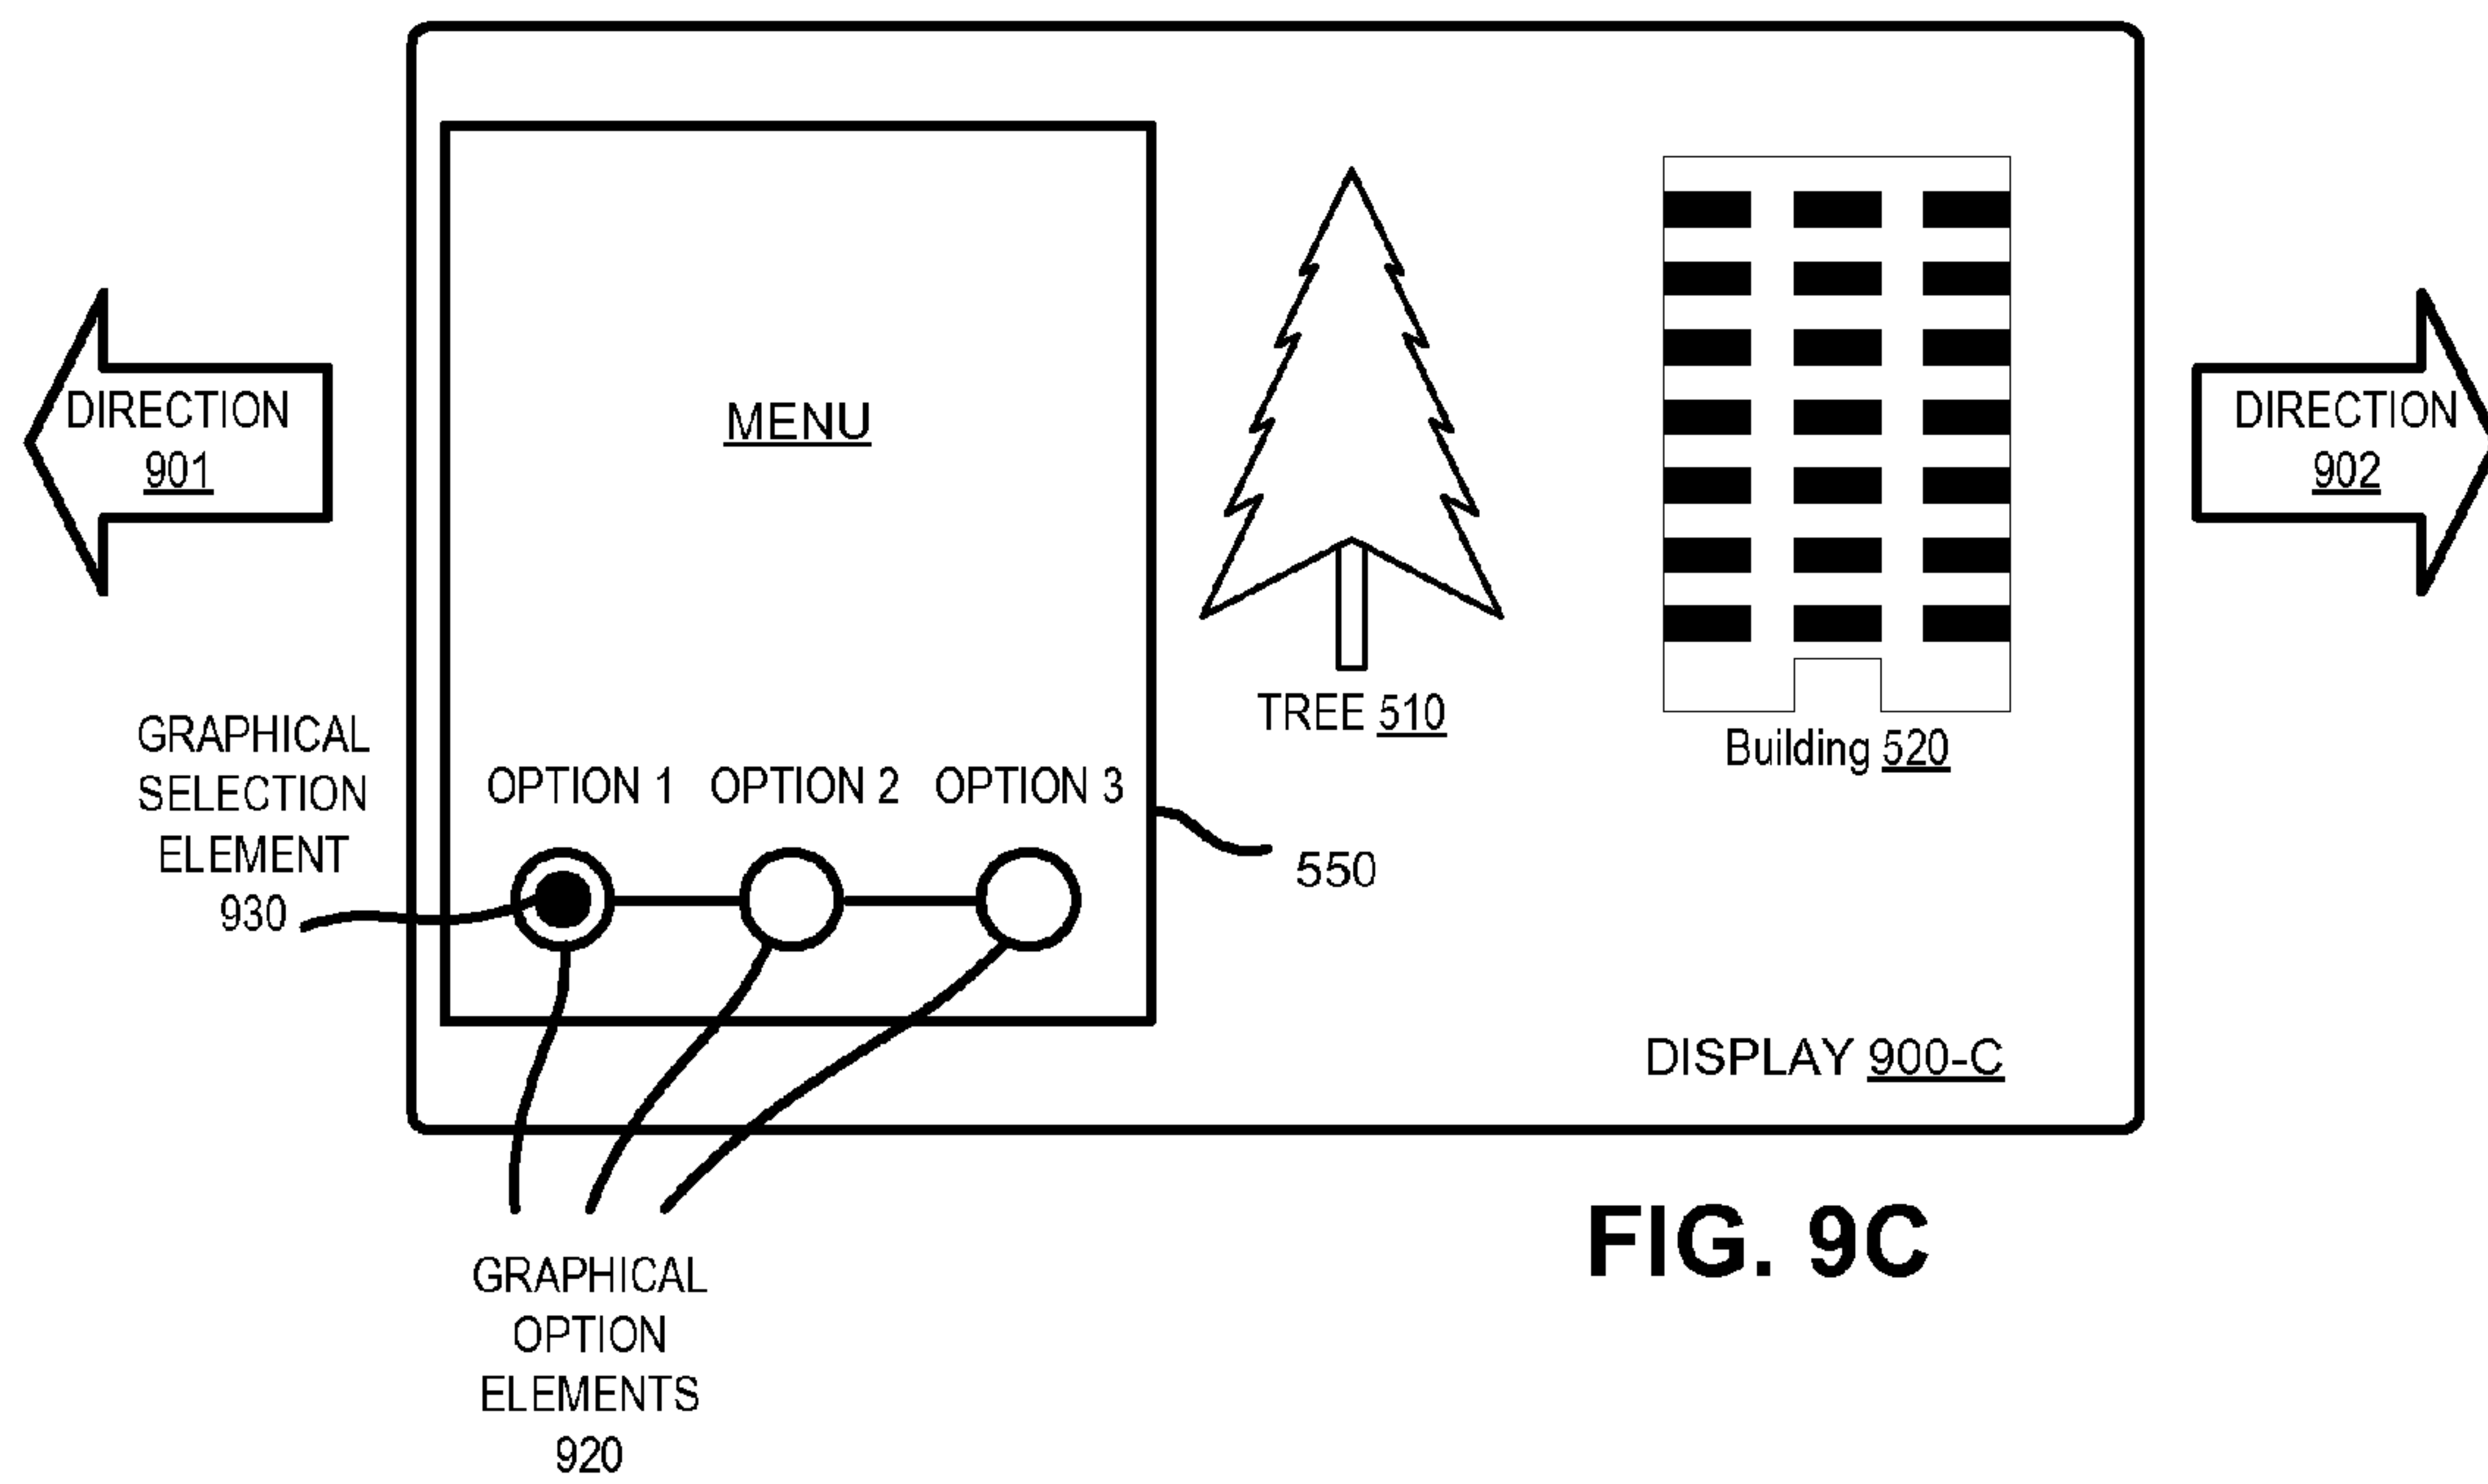 DIRECTION
901
MENU
DIRECTION
902
TREE 510
Building 520
GRAPHICAL
SELECTION
ELEMENT
930
OPTION 1 OPTION 2 OPTION 3
550
DISPLAY 900-C
GRAPHICAL
OPTION
ELEMENTS
920
FIG. 9C